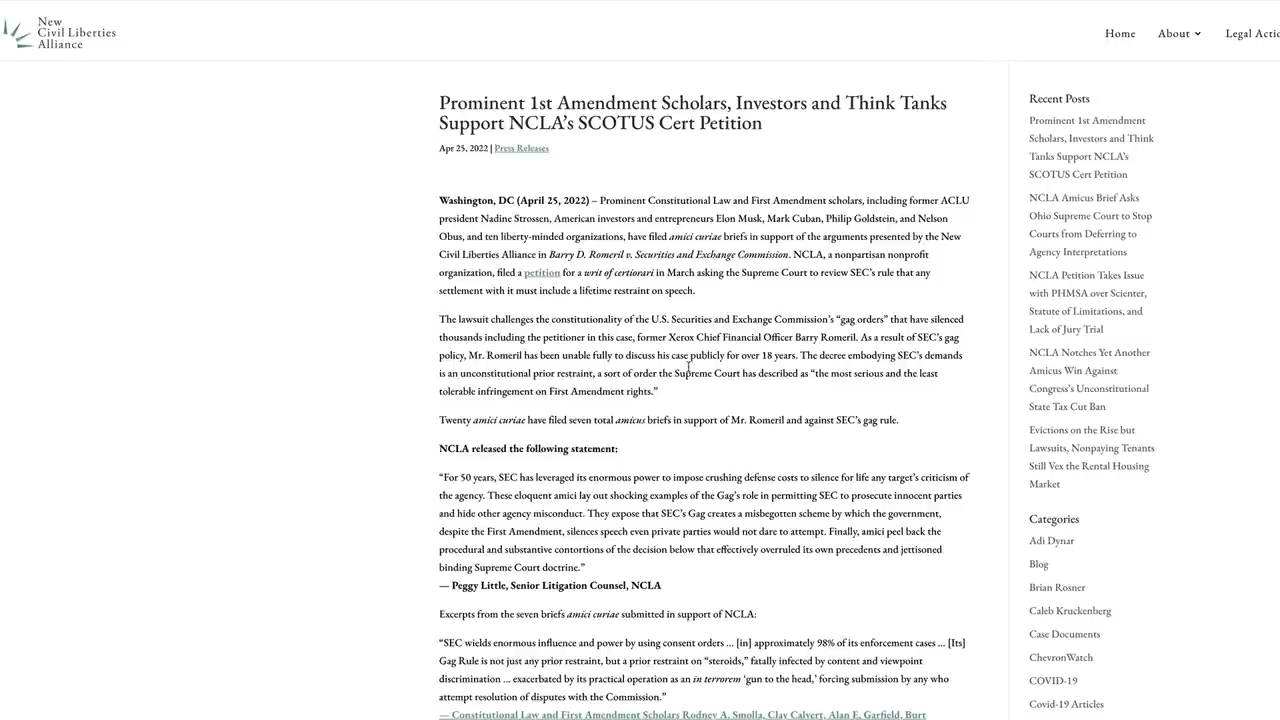 New
Civil Liberties
Alliance
Home
About
Legal Actio
Prominent 1st Amendment Scholars, Investors and Think Tanks
Support NCLA’s SCOTUS Cert Petition
Apr 25, 2022 | Press Releases
Washington, DC (April 25, 2022) – Prominent Constitutional Law and First Amendment scholars, including former ACLU
president Nadine Strossen, American investors and entrepreneurs Elon Musk, Mark Cuban, Philip Goldstein, and Nelson
Obus, and ten liberty-minded organizations, have filed amici curiae briefs in support of the arguments presented by the New
Civil Liberties Alliance in Barry D. Romeril v. Securities and Exchange Commission. NCLA, a nonpartisan nonprofit
organization, filed a petition for a writ of certiorari in March asking the Supreme Court to review SEC’s rule that any
settlement with it must include a lifetime restraint on speech.
The lawsuit challenges the constitutionality of the U.S. Securities and Exchange Commission’s “gag orders” that have silenced
thousands including the petitioner in this case, former Xerox Chief Financial Officer Barry Romeril. As a result of SEC’s gag
policy, Mr. Romeril has been unable fully to discuss his case publicly for over 18 years. The decree embodying SEC’s demands
is an unconstitutional prior restraint, a sort of order the Supreme Court has described as “the most serious and the least
tolerable infringement on First Amendment rights.”
Twenty amici curiae have filed seven total amicus briefs in support of Mr. Romeril and against SEC’s gag rule.
NCLA released the following statement:
“For 50 years, SEC has leveraged its enormous power to impose crushing defense costs to silence for life any target’s criticism of
the agency. These eloquent amici lay out shocking examples of the Gag’s role in permitting SEC to prosecute innocent parties
and hide other agency misconduct. They expose that SEC’s Gag creates a misbegotten scheme by which the government,
despite the First Amendment, silences speech even private parties would not dare to attempt. Finally, amici peel back the
procedural and substantive contortions of the decision below that effectively overruled its own precedents and jettisoned
binding Supreme Court doctrine.”
— Peggy Little, Senior Litigation Counsel, NCLA
Excerpts from the seven briefs amici curiae submitted in support of NCLA:
“SEC wields enormous influence and power by using consent orders ... [in] approximately 98% of its enforcement cases ... [Its]
Gag Rule is not just any prior restraint, but a prior restraint on “steroids,” fatally infected by content and viewpoint
discrimination ... exacerbated by its practical operation as an in terrorem ‘gun to the head,’ forcing submission by any who
attempt resolution of disputes with the Commission.”
— Constitutional Law and First Amendment Scholars Rodney A. Smolla, Clay Calvert, Alan E. Garfield, Burt
Recent Posts
Prominent 1st Amendment
Scholars, Investors and Think
Tanks Support NCLA’s
SCOTUS Cert Petition
NCLA Amicus Brief Asks
Ohio Supreme Court to Stop
Courts from Deferring to
Agency Interpretations
NCLA Petition Takes Issue
with PHMSA over Scienter,
Statute of Limitations, and
Lack of Jury Trial
NCLA Notches Yet Another
Amicus Win Against
Congress’s Unconstitutional
State Tax Cut Ban
Evictions on the Rise but
Lawsuits, Nonpaying Tenants
Still Vex the Rental Housing
Market
Categories
Adi Dynar
Blog
Brian Rosner
Caleb Kruckenberg
Case Documents
ChevronWatch
COVID-19
Covid-19 Articles